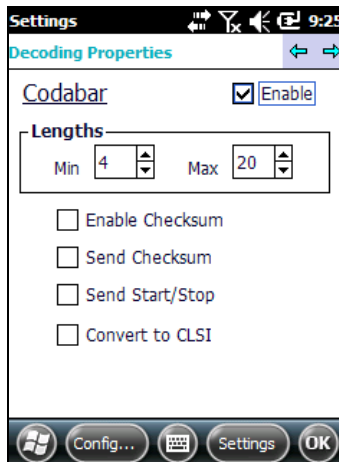 Settings 9:25
Decoding Properties
Codabar Enable
Lengths
Min 4 Max 20
Enable Checksum
Send Checksum
Send Start/Stop
Convert to CLSI
Config... Settings OK